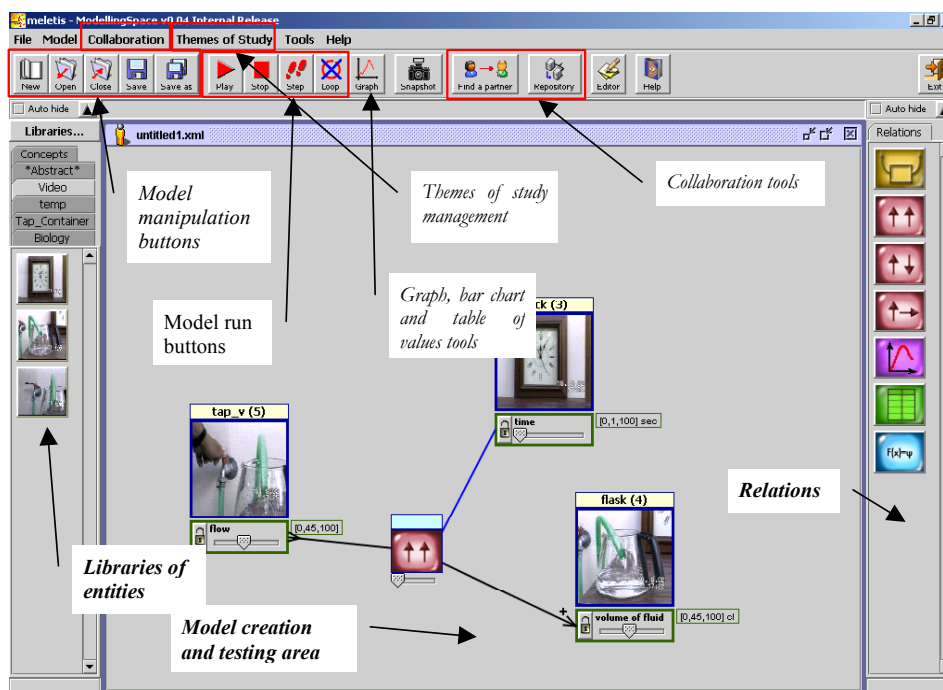 meletis - ModellingSpace v0.04 Internal Release
File Model Collaboration Themes of Study Tools Help
New Open Close Save Save as Play Stop Step Loop Graph Snapshot Find a partner Repository Editor Help Exit
Auto hide
Auto hide
Libraries...
untitled1.xml
Relations
Concepts
*Abstract*
Video
temp
Tap_Container
Biology
Model
manipulation
buttons
Themes of study
management
Collaboration tools
Model run
buttons
Graph, bar chart
and table of
values tools
ck (3)
time
[0,1,100] sec
tap_v (5)
flow
[0,45,100]
F(x)=ψ
Relations
flask (4)
+
volume of fluid
[0,45,100] cl
Libraries of
entities
Model creation
and testing area